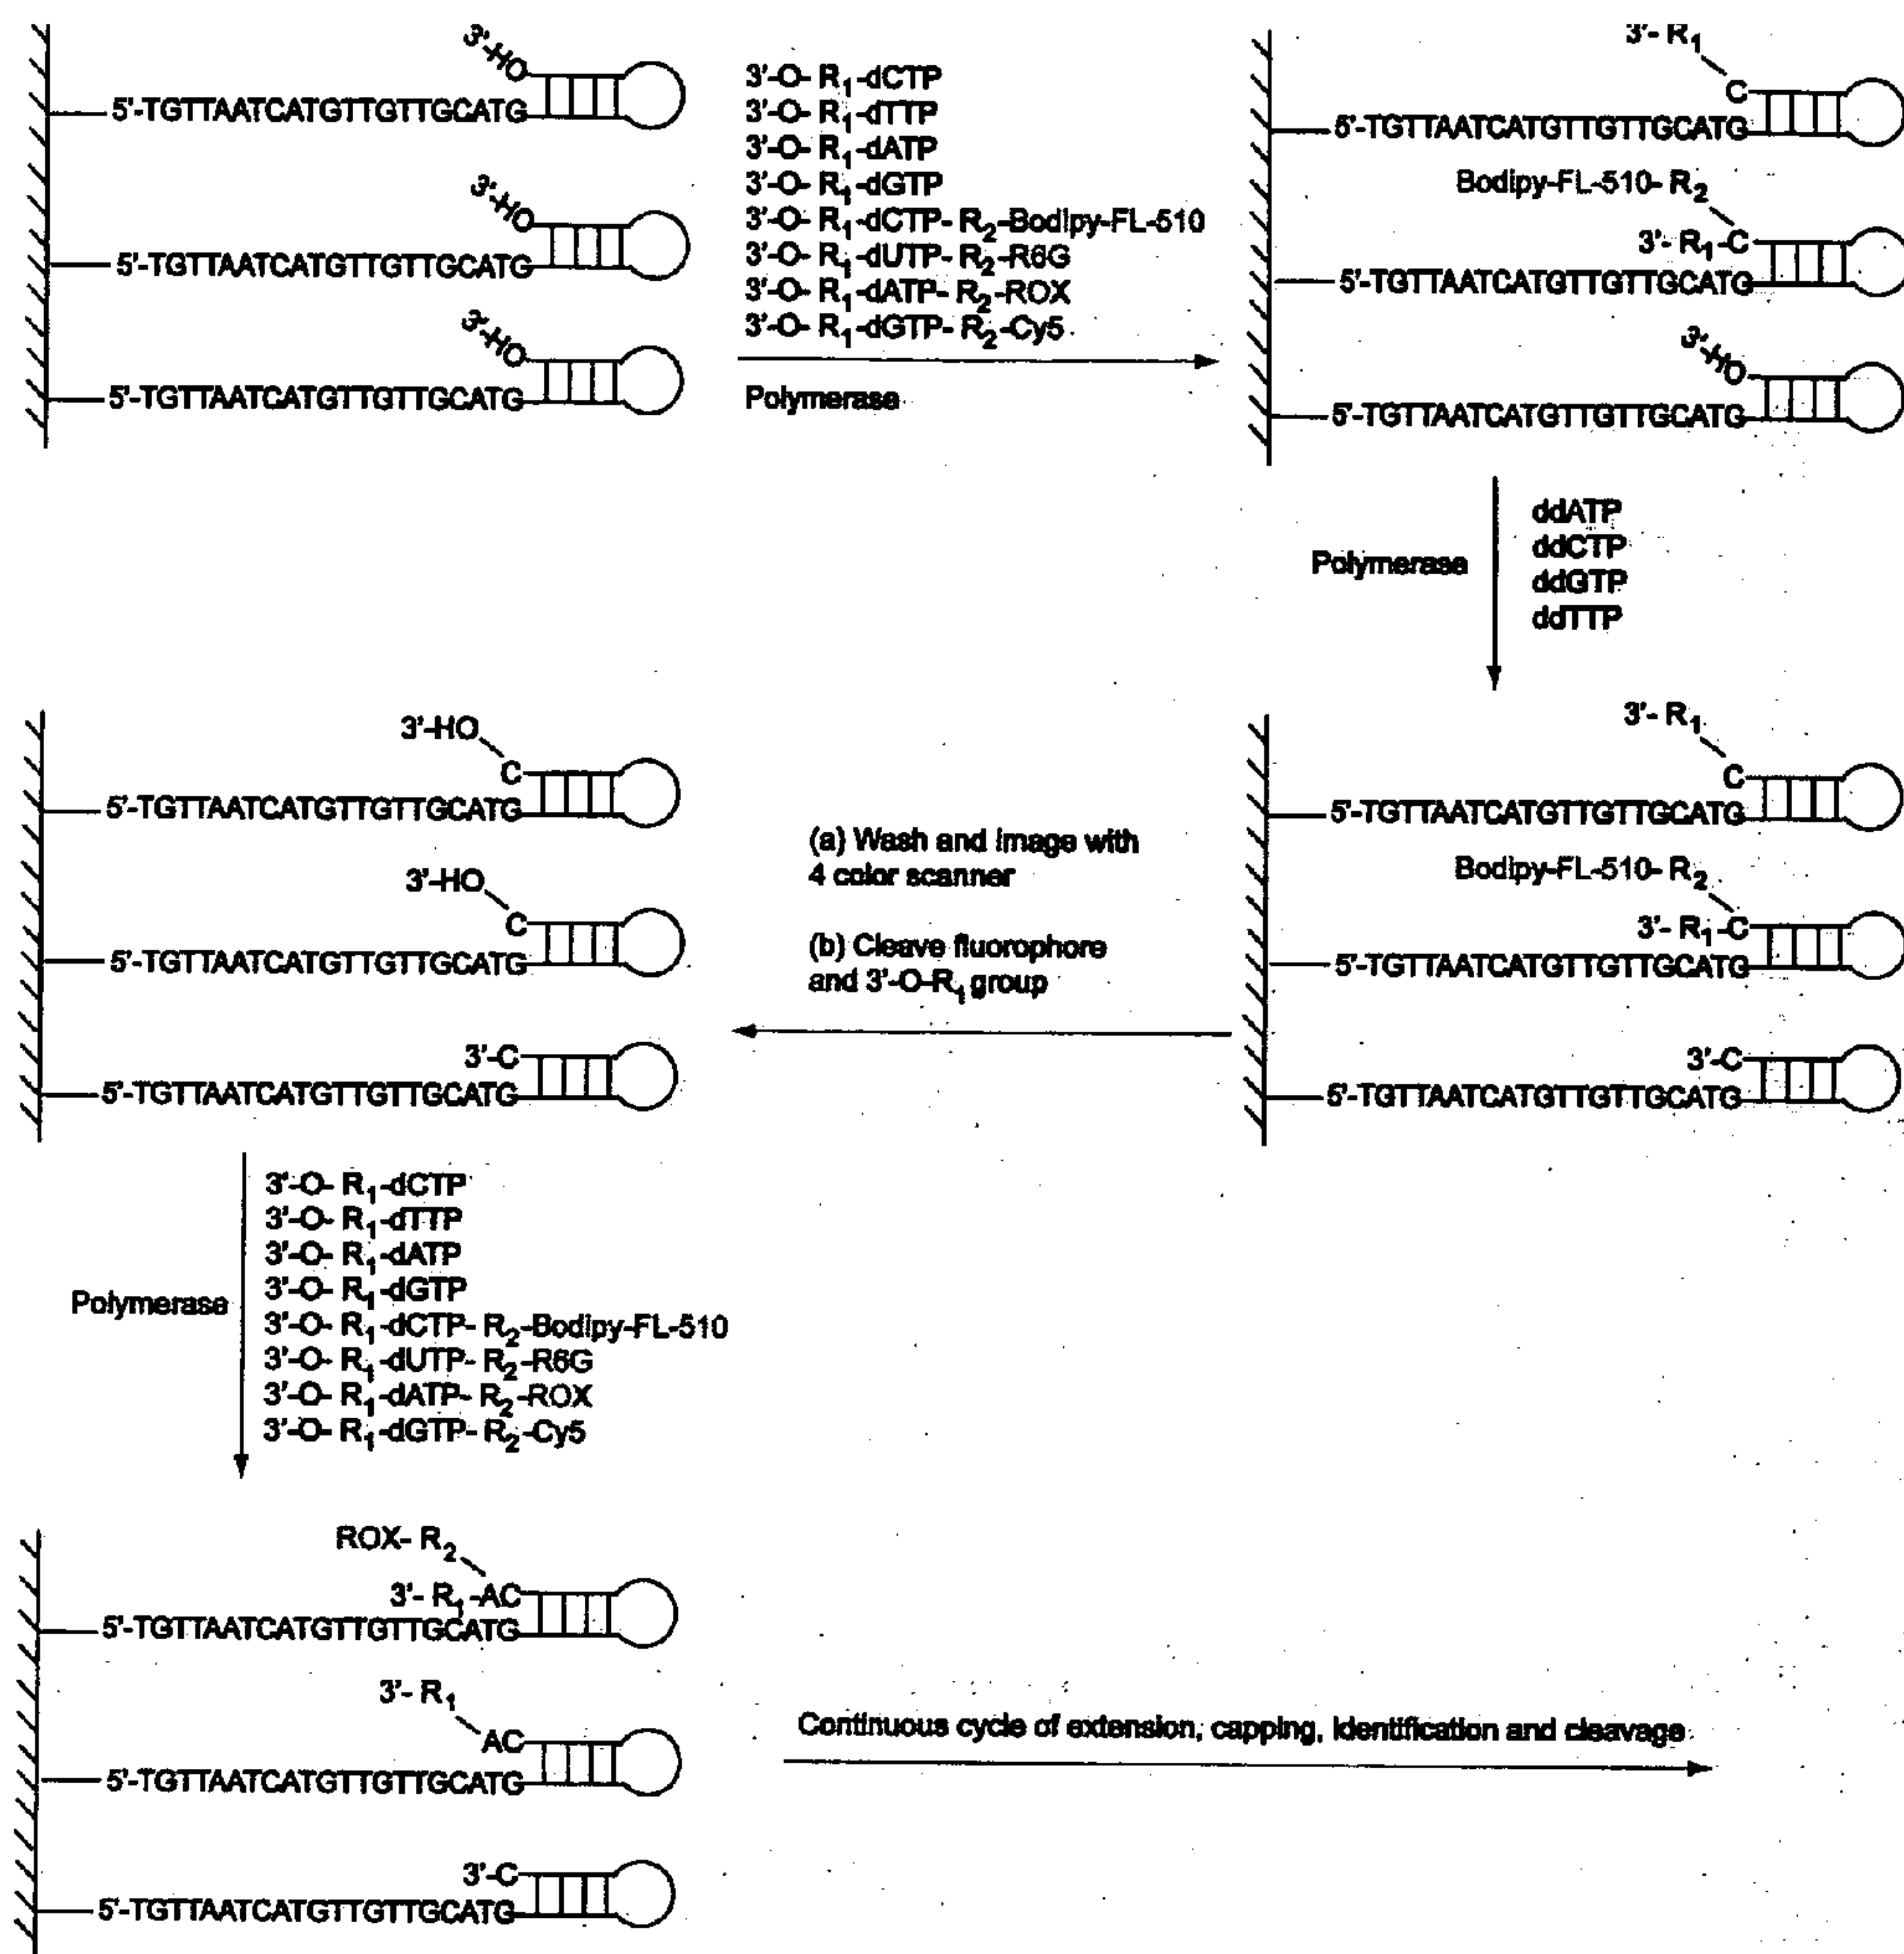 3'-HO
5'-TGTTAATCATGTTGTTGCATG
3'-HO
5'-TGTTAATCATGTTGTTGCATG
3'-HO
5'-TGTTAATCATGTTGTTGCATG
3'-O- R1-dCTP
3'-O- R1-dTTP
3'-O- R1-dATP
3'-O- R1-dGTP
3'-O- R1-dCTP- R2-Bodipy-FL-510
3'-O- R1-dUTP- R2-R6G
3'-O- R1-dATP- R2-ROX
3'-O- R1-dGTP- R2-Cy5
Polymerase
3'- R1
C
5'-TGTTAATCATGTTGTTGCATG
Bodipy-FL-510- R2
3'- R1-C
5'-TGTTAATCATGTTGTTGCATG
3'-HO
5'-TGTTAATCATGTTGTTGCATG
Polymerase
ddATP
ddCTP
ddGTP
ddTTP
3'- R1
C
5'-TGTTAATCATGTTGTTGCATG
Bodipy-FL-510- R2
3'- R1-C
5'-TGTTAATCATGTTGTTGCATG
3'-C
5'-TGTTAATCATGTTGTTGCATG
(a) Wash and image with
4 color scanner
(b) Cleave fluorophore
and 3'-O-R1 group
3'-HO
C
5'-TGTTAATCATGTTGTTGCATG
3'-HO
C
5'-TGTTAATCATGTTGTTGCATG
3'-C
5'-TGTTAATCATGTTGTTGCATG
Polymerase
3'-O- R1-dCTP
3'-O- R1-dTTP
3'-O- R1-dATP
3'-O- R1-dGTP
3'-O- R1-dCTP- R2-Bodipy-FL-510
3'-O- R1-dUTP- R2-R6G
3'-O- R1-dATP- R2-ROX
3'-O- R1-dGTP- R2-Cy5
ROX- R2
3'- R1-AC
5'-TGTTAATCATGTTGTTGCATG
3'- R1
AC
5'-TGTTAATCATGTTGTTGCATG
3'-C
5'-TGTTAATCATGTTGTTGCATG
Continuous cycle of extension, capping, identification and cleavage